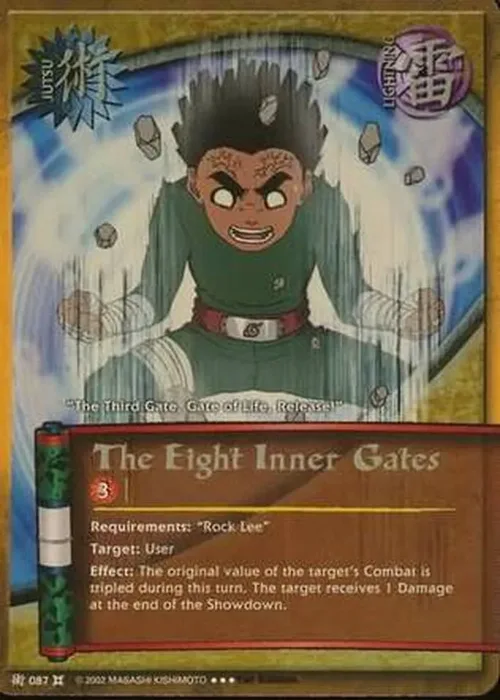 JUTSU
術
LIGHTNING
雷
"The Third Gate, Gate of Life, Release!"
The Eight Inner Gates
3
Requirements: "Rock Lee"
Target: User
Effect: The original value of the target's Combat is
tripled during this turn. The target receives 1 Damage
at the end of the Showdown.
術 087
© 2002 MASASHI KISHIMOTO ★★★